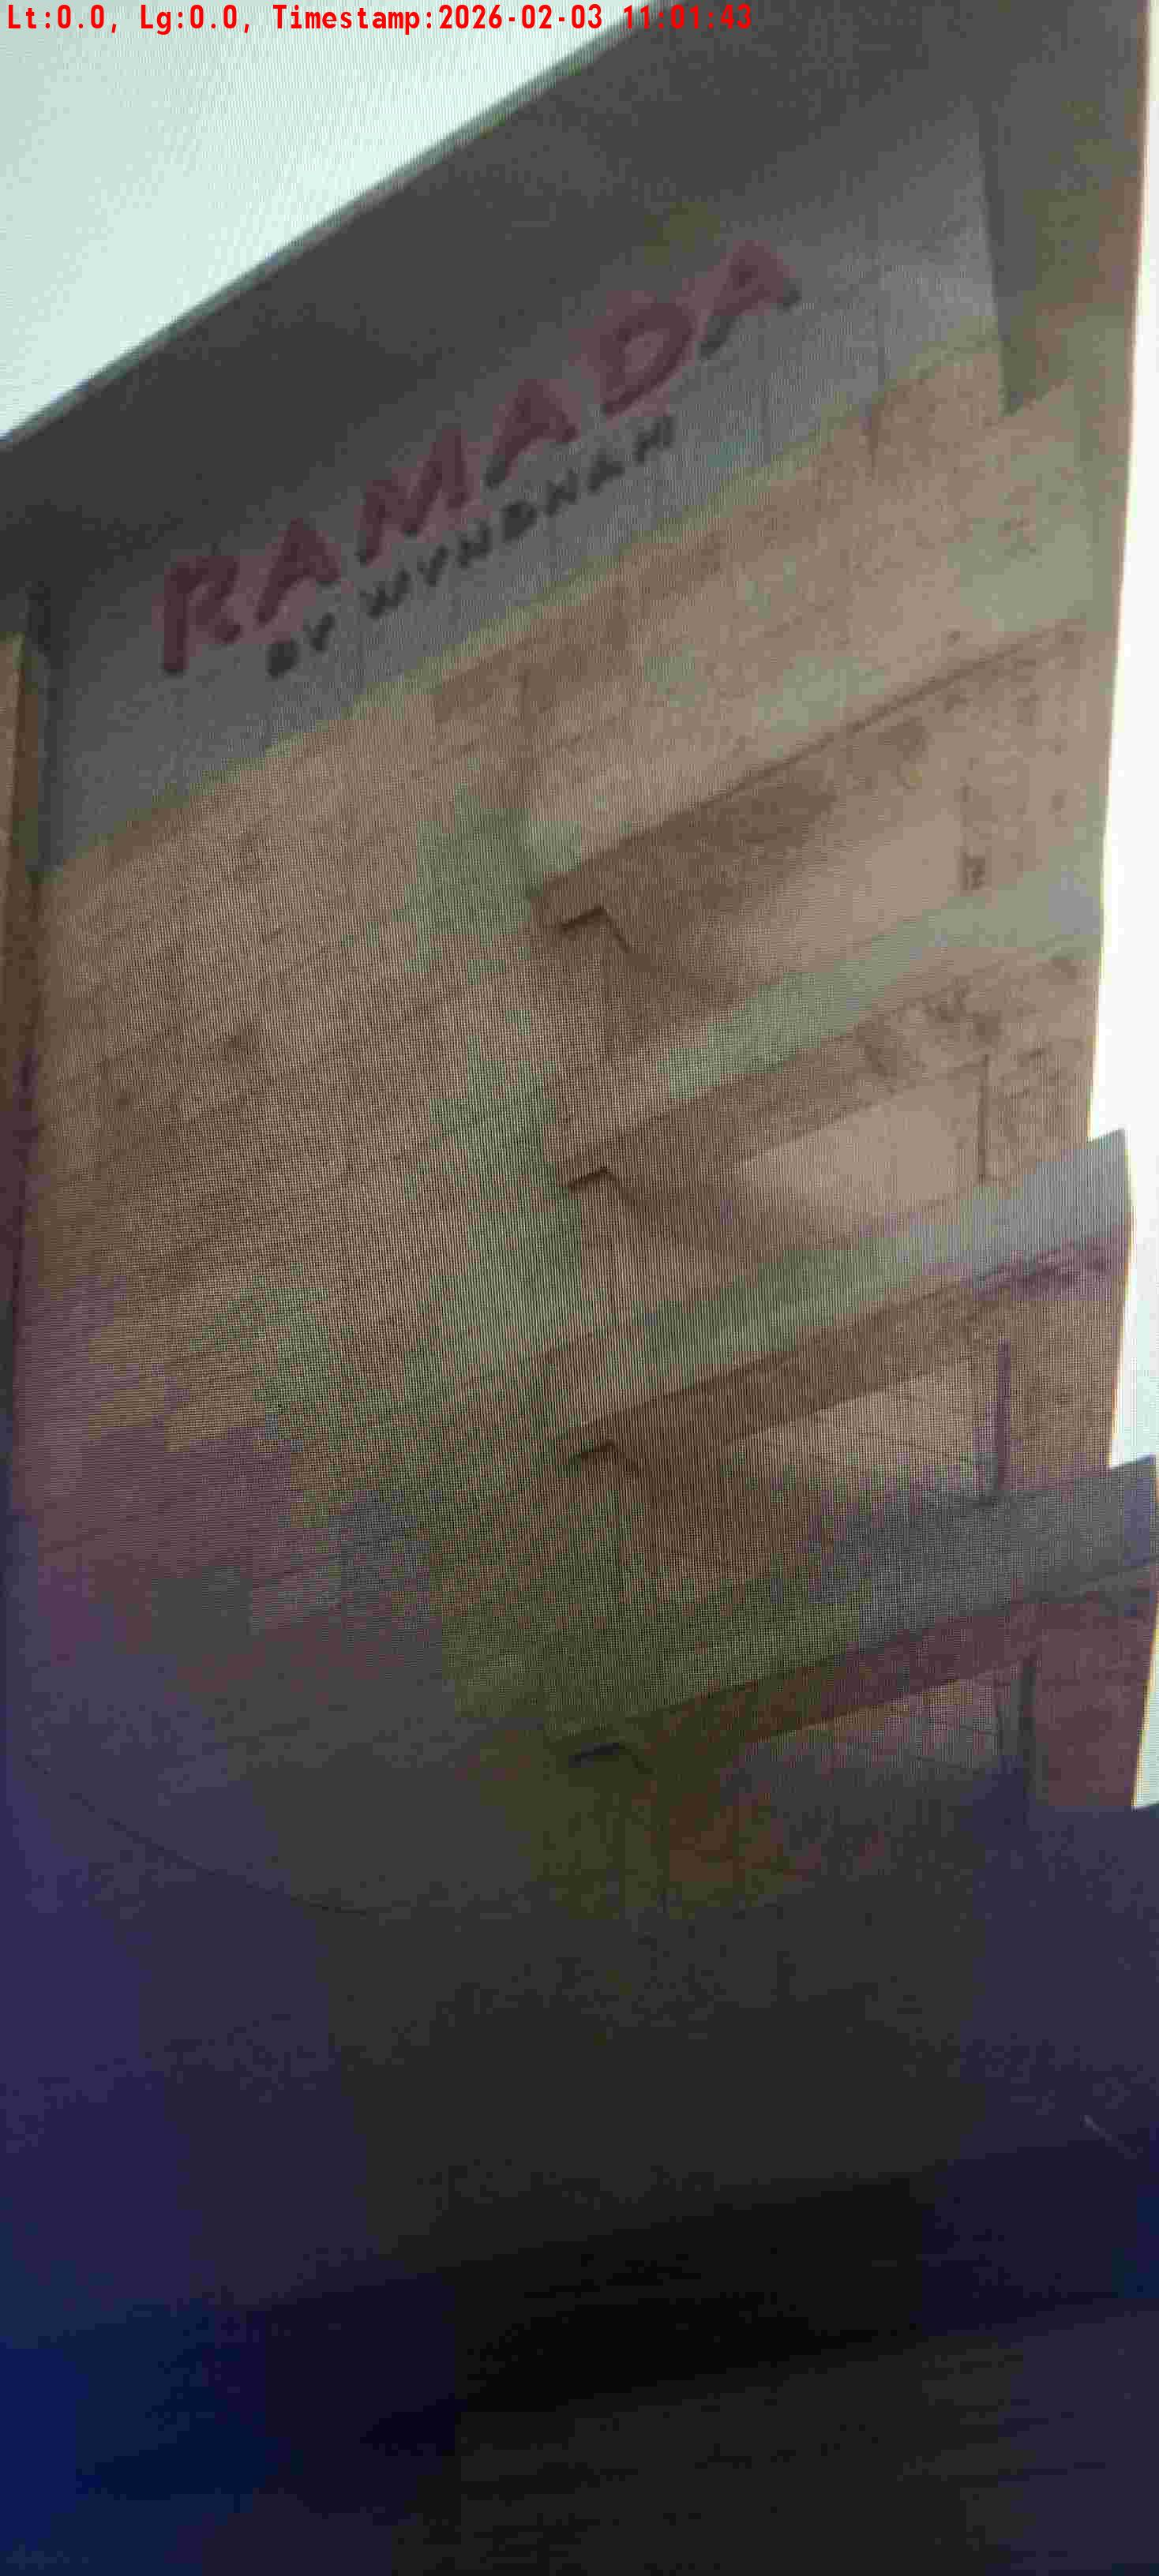 Lt:0.0, Lg:0.0, Timestamp:2026-02-03 11:01:43
RAMADA
BY WYNDHAM